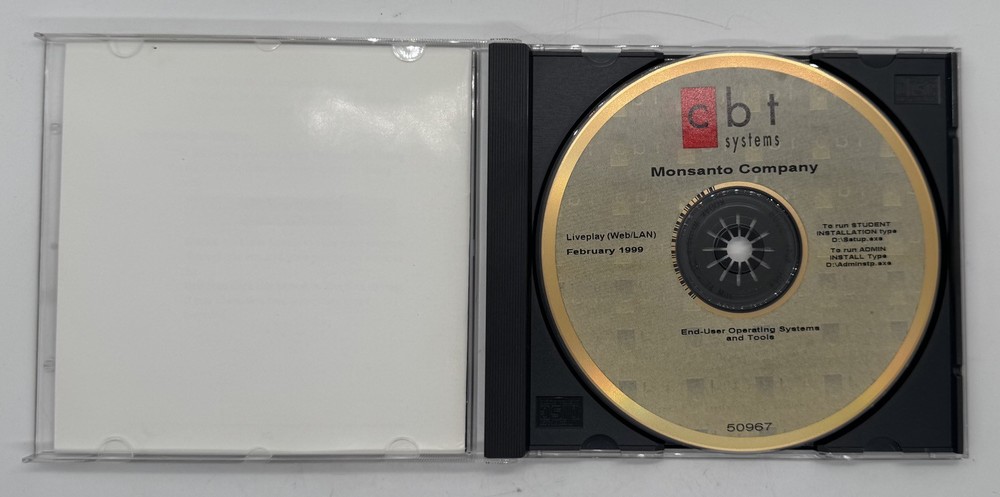 cbt
systems
Monsanto Company
Liveplay (Web/LAN)
February 1999
To run STUDENT
INSTALLATION type
D:\Setup.exe
To run ADMIN
INSTALL Type
D:\Adminstp.exe
End-User Operating Systems
and Tools
50967